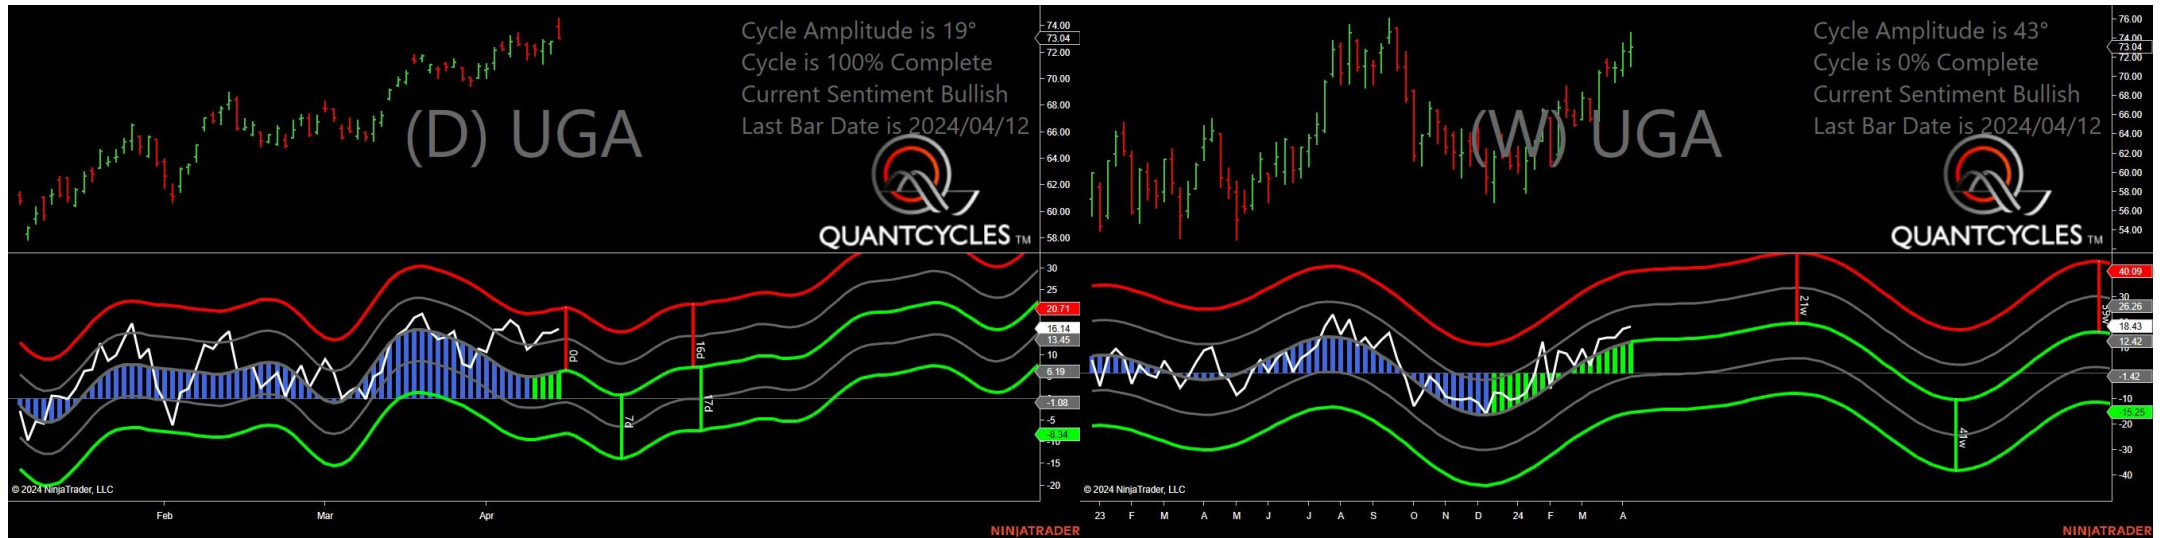 Cycle Amplitude is 19°
Cycle is 100% Complete
Current Sentiment Bullish
Last Bar Date is 2024/04/12
(D) UGA
QUANTCYCLES TM
74.00
73.04
72.00
70.00
68.00
66.00
64.00
62.00
60.00
58.00
30
25
20.71
16.14
13.45
10
6.19
-1.08
-5
-8.34
-10
-15
-20
0d
7d
16d
17d
© 2024 NinjaTrader, LLC
Feb Mar Apr
NINJATRADER
Cycle Amplitude is 43°
Cycle is 0% Complete
Current Sentiment Bullish
Last Bar Date is 2024/04/12
(W) UGA
QUANTCYCLES TM
76.00
74.00
73.04
72.00
70.00
68.00
66.00
64.00
62.00
60.00
58.00
56.00
54.00
40.09
30
26.26
18.43
12.42
-1.42
-10
-15.25
-20
-30
-40
21w
41w
59w
© 2024 NinjaTrader, LLC
23 F M A M J J A S O N D 24 F M A
NINJATRADER